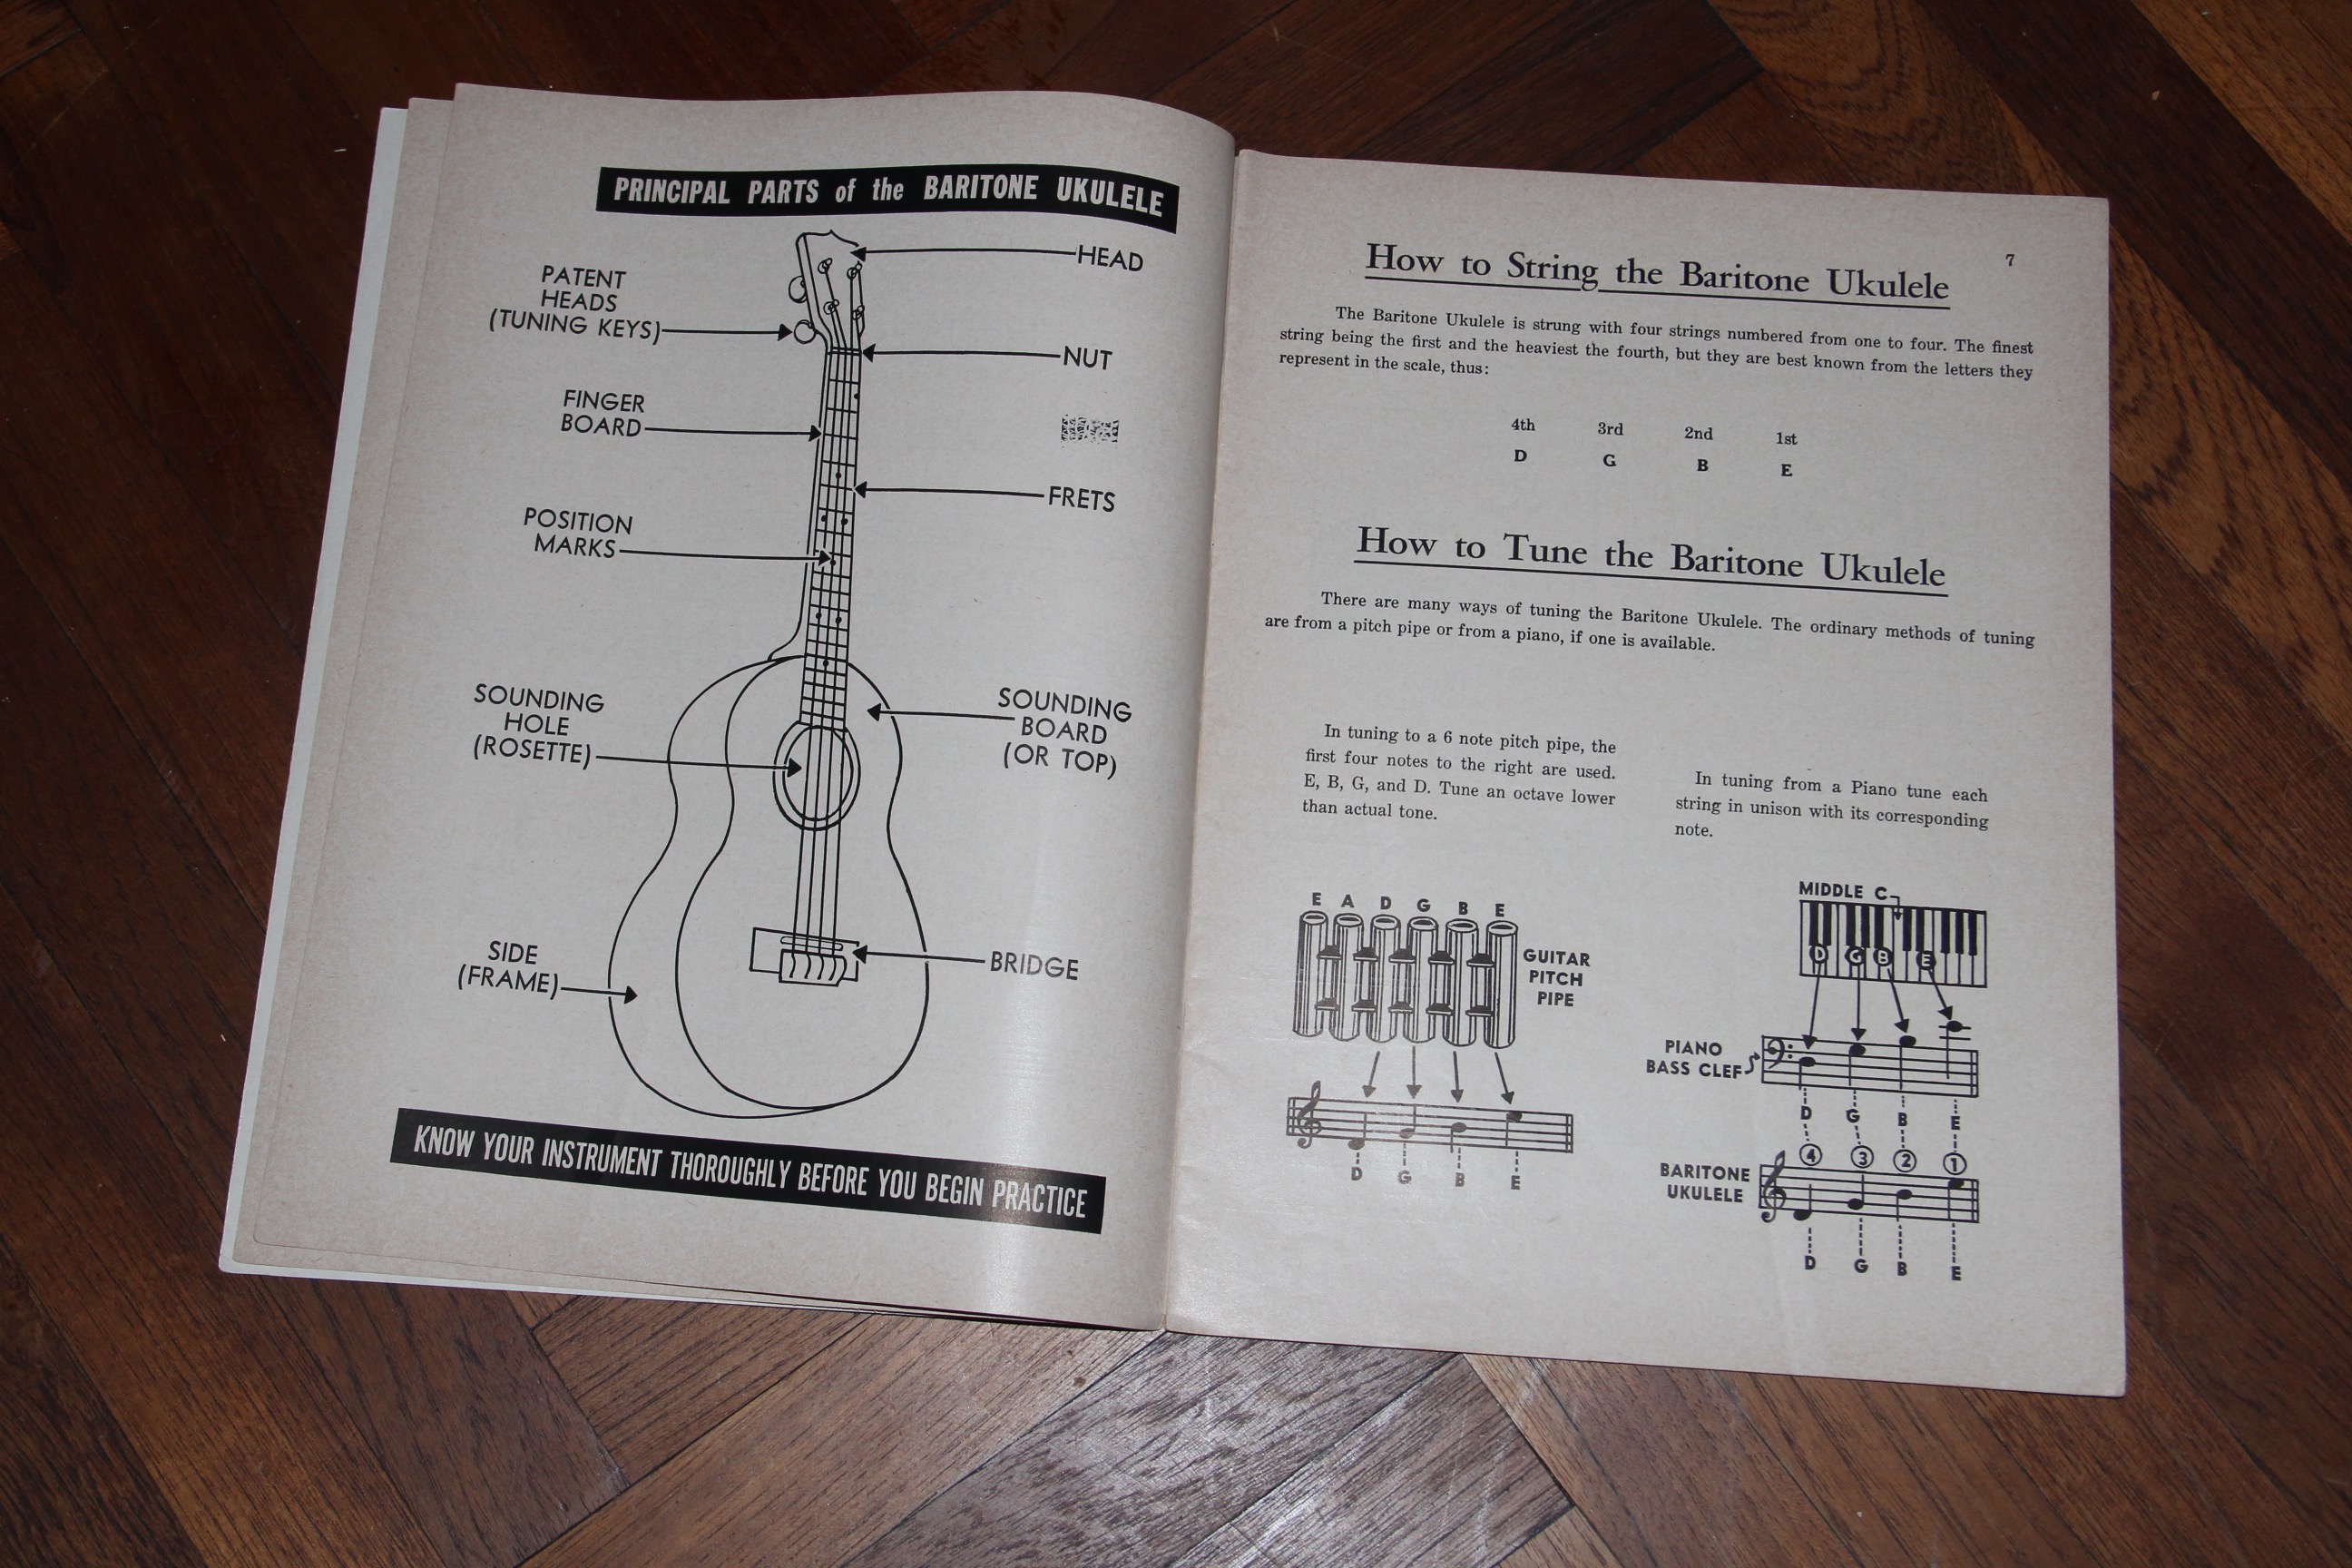 PRINCIPAL PARTS of the BARITONE UKULELE
HEAD
PATENT
HEADS
(TUNING KEYS)
NUT
FINGER
BOARD
FRETS
POSITION
MARKS
SOUNDING
HOLE
(ROSETTE)
SOUNDING
BOARD
(OR TOP)
SIDE
(FRAME)
BRIDGE
KNOW YOUR INSTRUMENT THOROUGHLY BEFORE YOU BEGIN PRACTICE
7
How to String the Baritone Ukulele
The Baritone Ukulele is strung with four strings numbered from one to four. The finest
string being the first and the heaviest the fourth, but they are best known from the letters they
represent in the scale, thus:
4th 3rd 2nd 1st
D G B E
How to Tune the Baritone Ukulele
There are many ways of tuning the Baritone Ukulele. The ordinary methods of tuning
are from a pitch pipe or from a piano, if one is available.
In tuning to a 6 note pitch pipe, the
first four notes to the right are used.
E, B, G, and D. Tune an octave lower
than actual tone.
E A D G B E
GUITAR
PITCH
PIPE
D G B E
In tuning from a Piano tune each
string in unison with its corresponding
note.
MIDDLE C
D G B E
PIANO
BASS CLEF
D G B E
4 3 2 1
BARITONE
UKULELE
D G B E